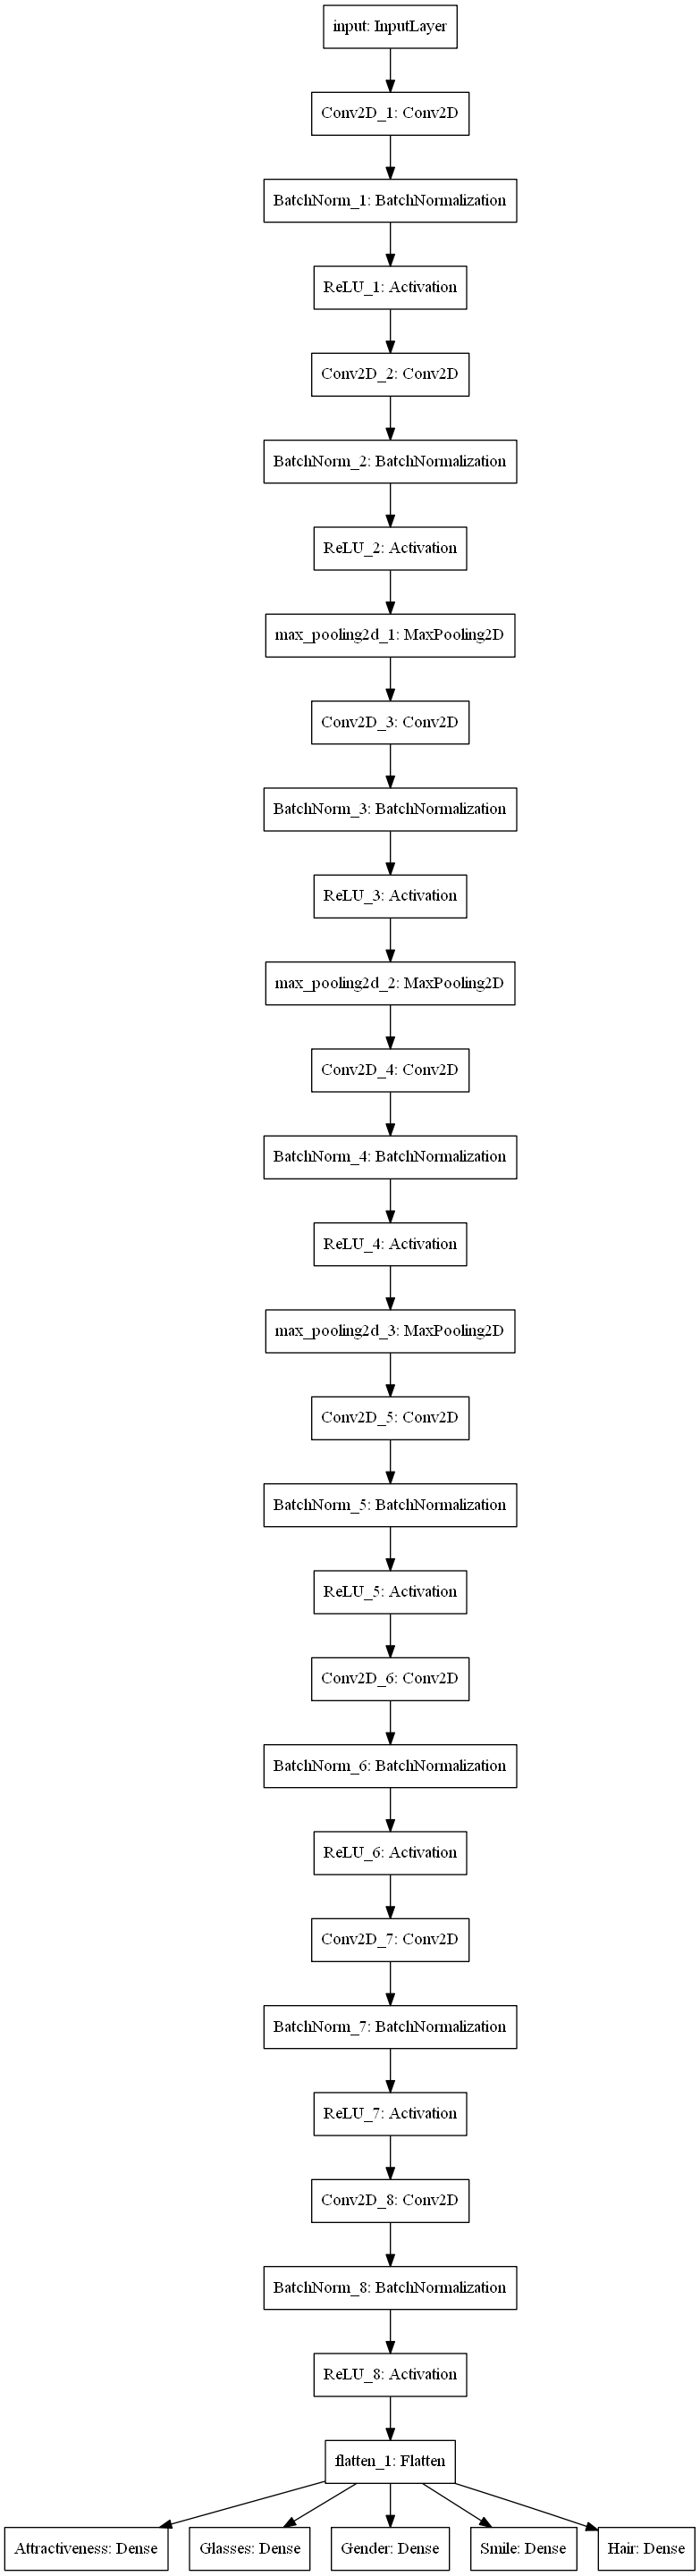 input: InputLayer
Conv2D_1: Conv2D
BatchNorm_1: BatchNormalization
ReLU_1: Activation
Conv2D_2: Conv2D
BatchNorm_2: BatchNormalization
ReLU_2: Activation
max_pooling2d_1: MaxPooling2D
Conv2D_3: Conv2D
BatchNorm_3: BatchNormalization
ReLU_3: Activation
max_pooling2d_2: MaxPooling2D
Conv2D_4: Conv2D
BatchNorm_4: BatchNormalization
ReLU_4: Activation
max_pooling2d_3: MaxPooling2D
Conv2D_5: Conv2D
BatchNorm_5: BatchNormalization
ReLU_5: Activation
Conv2D_6: Conv2D
BatchNorm_6: BatchNormalization
ReLU_6: Activation
Conv2D_7: Conv2D
BatchNorm_7: BatchNormalization
ReLU_7: Activation
Conv2D_8: Conv2D
BatchNorm_8: BatchNormalization
ReLU_8: Activation
flatten_1: Flatten
Attractiveness: Dense
Glasses: Dense
Gender: Dense
Smile: Dense
Hair: Dense